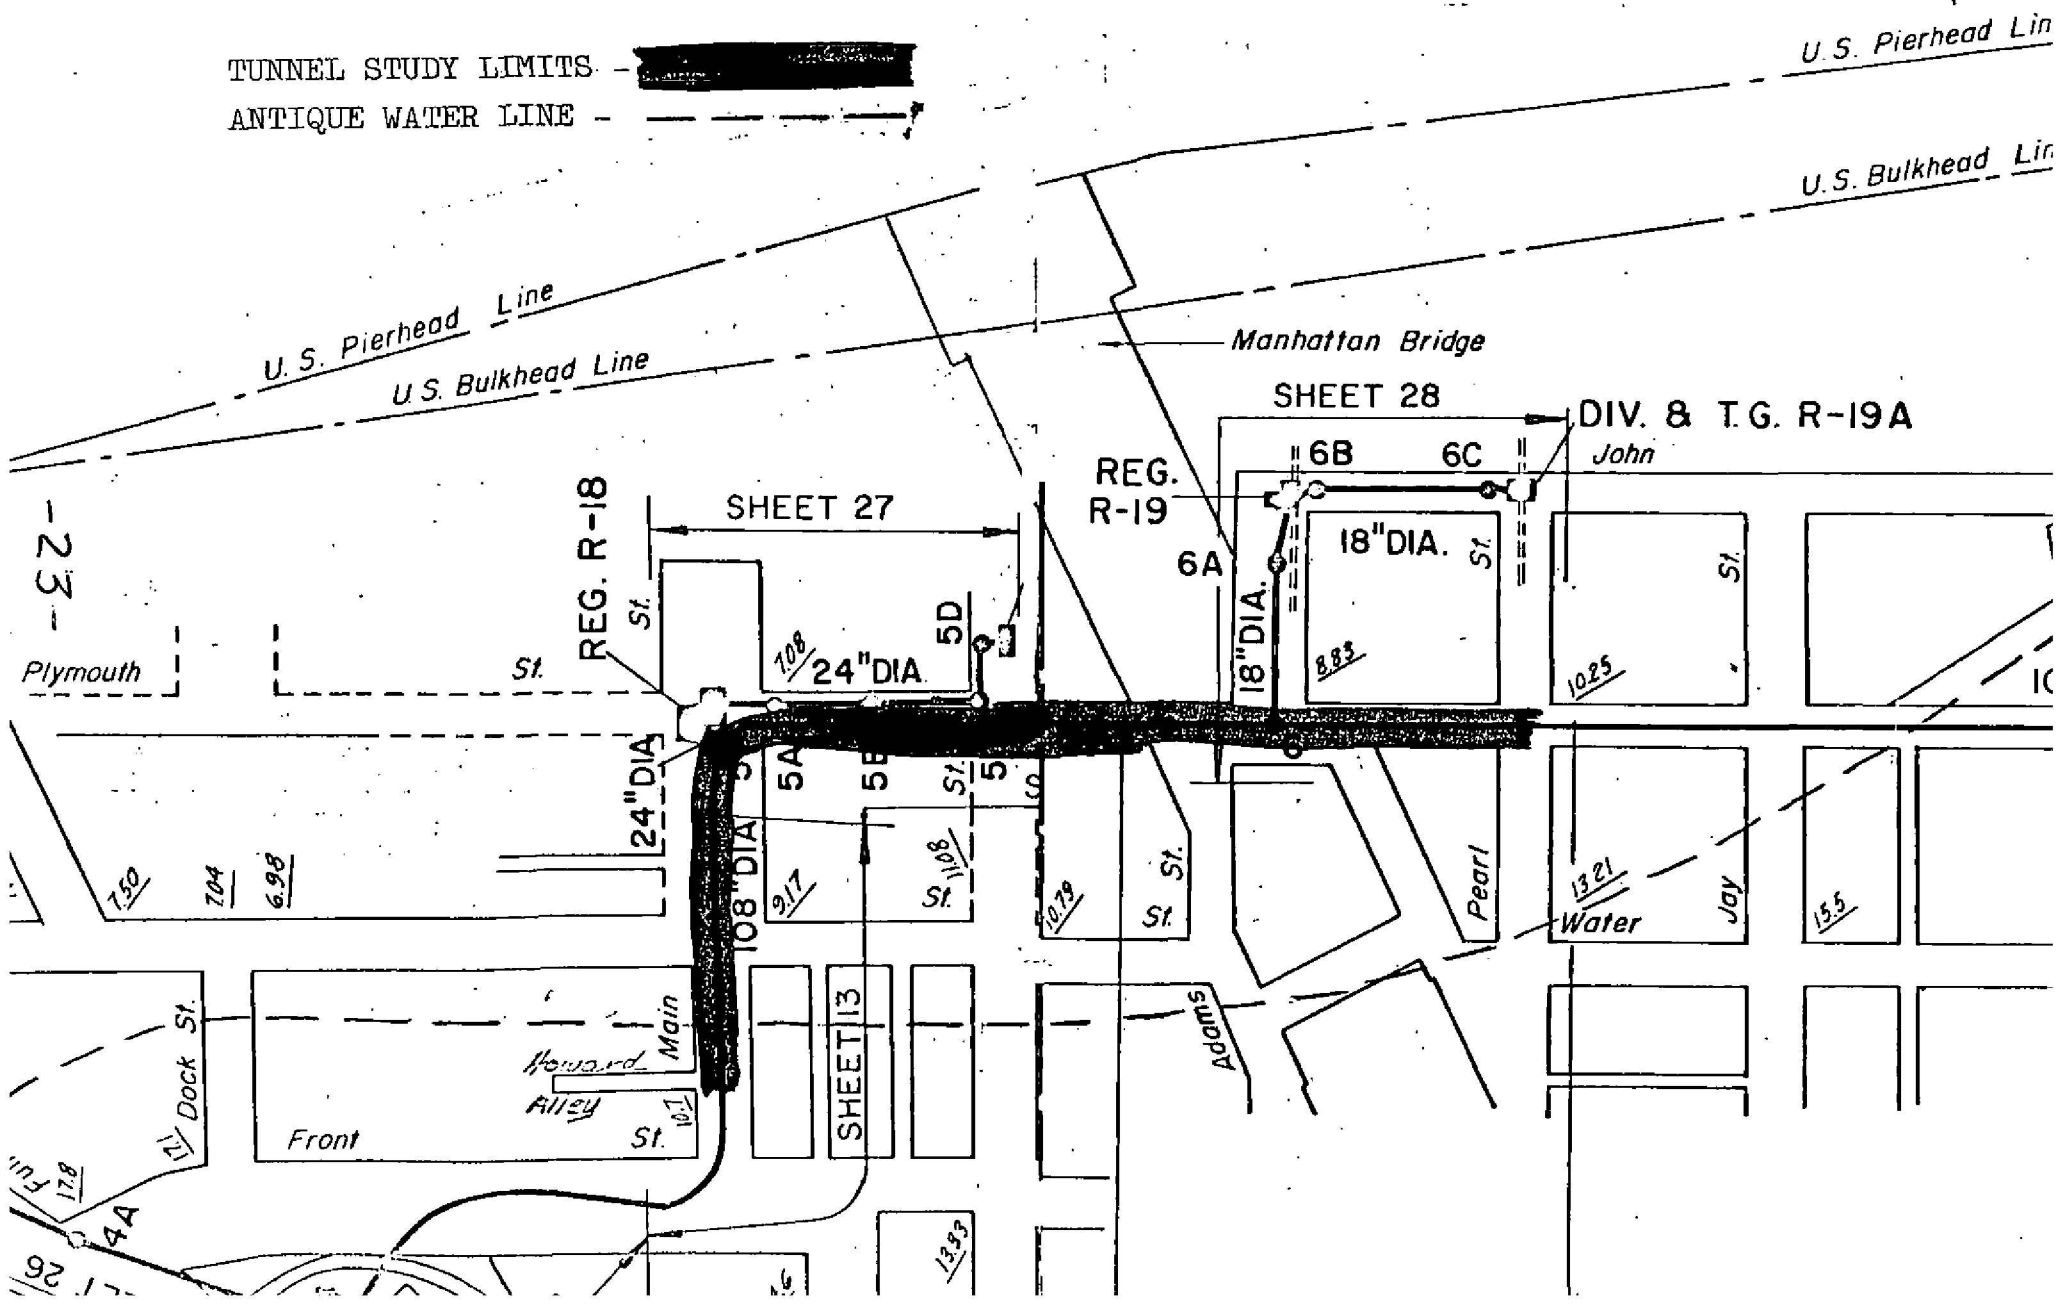 TUNNEL STUDY LIMITS -
ANTIQUE WATER LINE -
U.S. Pierhead Lin
U.S. Bulkhead Lin
U.S. Pierhead Line
U.S. Bulkhead Line
Manhattan Bridge
SHEET 28
DIV. & T.G. R-19A
John
6B
6C
REG.
R-19
SHEET 27
REG. R-18
-23-
18"DIA.
St.
St.
6A
18"DIA.
St.
5D
7.08
24"DIA.
8.83
10.25
Plymouth
St.
24"DIA.
5A
5B
St.
5
108"DIA.
7.50
7.04
6.98
9.17
11.08
St.
10.79
St.
St.
Pearl
13.21
Water
Jay
15.5
Dock St.
Main
SHEET 13
Adams
Howard
Alley
10.7
Front
St.
17.8
4A
26
13.93